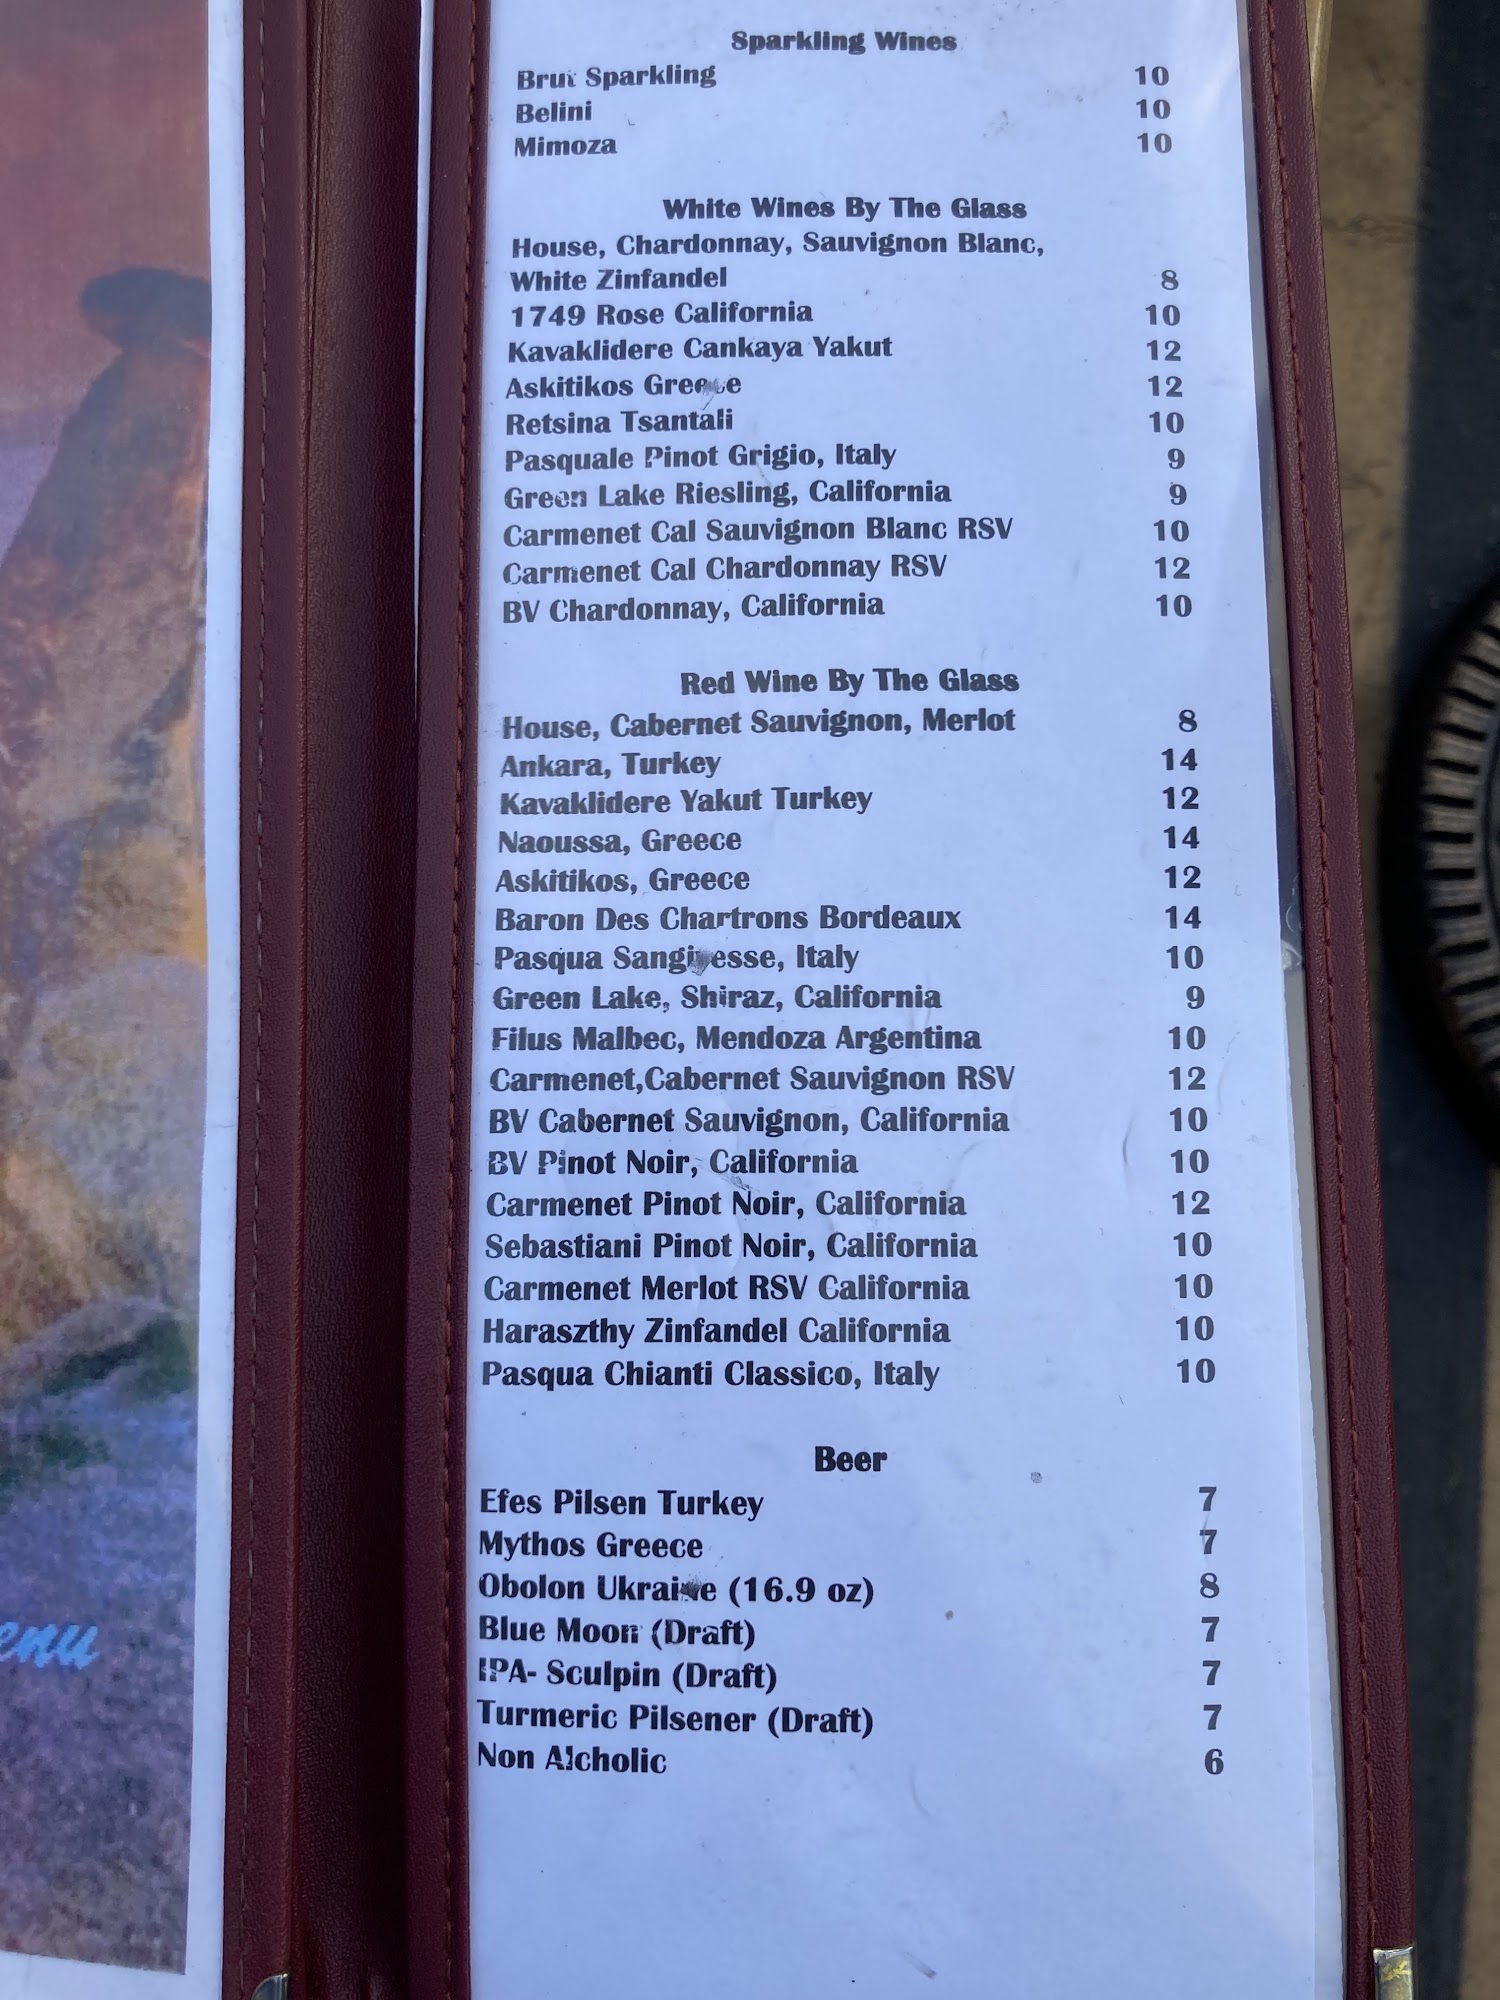 Sparkling Wines
Brut Sparkling 10
Belini 10
Mimoza 10
White Wines By The Glass
House, Chardonnay, Sauvignon Blanc,
White Zinfandel 8
1749 Rose California 10
Kavaklidere Cankaya Yakut 12
Askitikos Greece 12
Retsina Tsantali 10
Pasquale Pinot Grigio, Italy 9
Green Lake Riesling, California 9
Carmenet Cal Sauvignon Blanc RSV 10
Carmenet Cal Chardonnay RSV 12
BV Chardonnay, California 10
Red Wine By The Glass
House, Cabernet Sauvignon, Merlot 8
Ankara, Turkey 14
Kavaklidere Yakut Turkey 12
Naoussa, Greece 14
Askitikos, Greece 12
Baron Des Chartrons Bordeaux 14
Pasqua Sangivesse, Italy 10
Green Lake, Shiraz, California 9
Filus Malbec, Mendoza Argentina 10
Carmenet,Cabernet Sauvignon RSV 12
BV Cabernet Sauvignon, California 10
BV Pinot Noir, California 10
Carmenet Pinot Noir, California 12
Sebastiani Pinot Noir, California 10
Carmenet Merlot RSV California 10
Haraszthy Zinfandel California 10
Pasqua Chianti Classico, Italy 10
Beer
Efes Pilsen Turkey 7
Mythos Greece 7
Obolon Ukraine (16.9 oz) 8
Blue Moon (Draft) 7
IPA- Sculpin (Draft) 7
Turmeric Pilsener (Draft) 7
Non Alcholic 6
enu